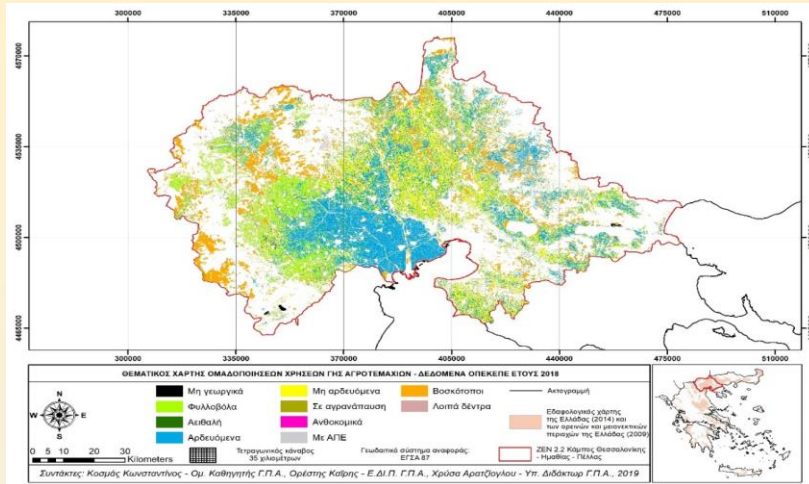 300000 335000 370000 405000 440000 475000 510000
4570000
4535000
4500000
4465000
ΘΕΜΑΤΙΚΟΣ ΧΑΡΤΗΣ ΟΜΑΔΟΠΟΙΗΣΕΩΝ ΧΡΗΣΕΩΝ ΓΗΣ ΑΓΡΟΤΕΜΑΧΙΩΝ - ΔΕΔΟΜΕΝΑ ΟΠΕΚΕΠΕ ΕΤΟΥΣ 2018
N
W E
S
Μη γεωργικά
Φυλλοβόλα
Αειθαλή
Αρδευόμενα
Μη αρδευόμενα
Σε αγρανάπαυση
Ανθοκομικά
Με ΑΠΕ
Βοσκότοποι
Λοιπά δέντρα
Ακτογραμμή
Εδαφολογικός χάρτης
της Ελλάδας (2014) και
των ορεινών και μειονεκτικών
περιοχών της Ελλάδας (2009)
0 5 10 20 30
Kilometers
Τετραγωνικός κάναβος
35 χιλιομέτρων
Γεωδαιτικό σύστημα αναφοράς:
ΕΓΣΑ 87
ΖΕΝ 2.2 Κάμπος Θεσσαλονίκης
- Ημαθίας - Πέλλας
Συντάκτες: Κοσμάς Κωνσταντίνος - Ομ. Καθηγητής Γ.Π.Α., Ορέστης Καΐρης - Ε.ΔΙ.Π. Γ.Π.Α., Χρύσα Αρατζίογλου - Υπ. Διδάκτωρ Γ.Π.Α., 2019